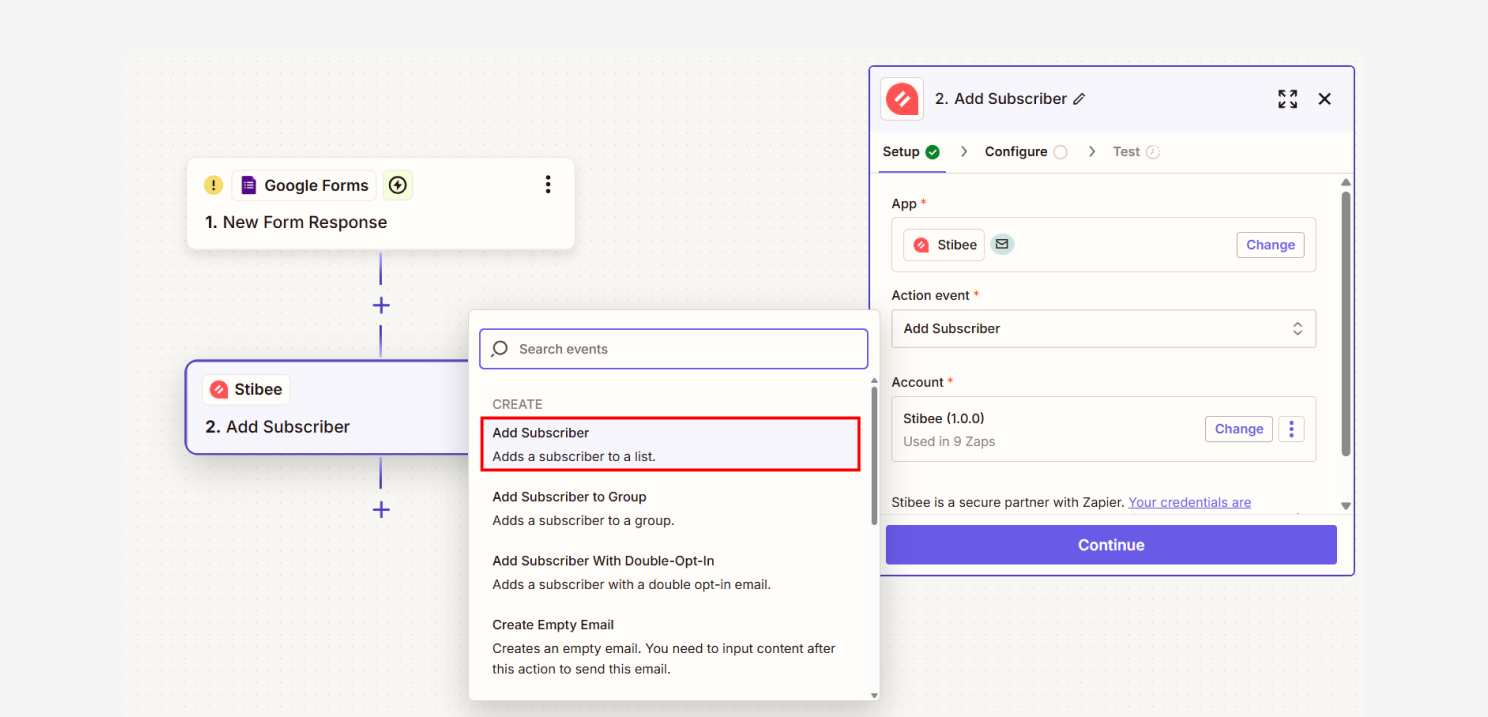 Google Forms
1. New Form Response
Stibee
2. Add Subscriber
Search events
CREATE
Add Subscriber
Adds a subscriber to a list.
Add Subscriber to Group
Adds a subscriber to a group.
Add Subscriber With Double-Opt-In
Adds a subscriber with a double opt-in email.
Create Empty Email
Creates an empty email. You need to input content after
this action to send this email.
2. Add Subscriber
Setup
Configure
Test
App *
Stibee
Change
Action event *
Add Subscriber
Account *
Stibee (1.0.0)
Used in 9 Zaps
Change
Stibee is a secure partner with Zapier. Your credentials are
Continue